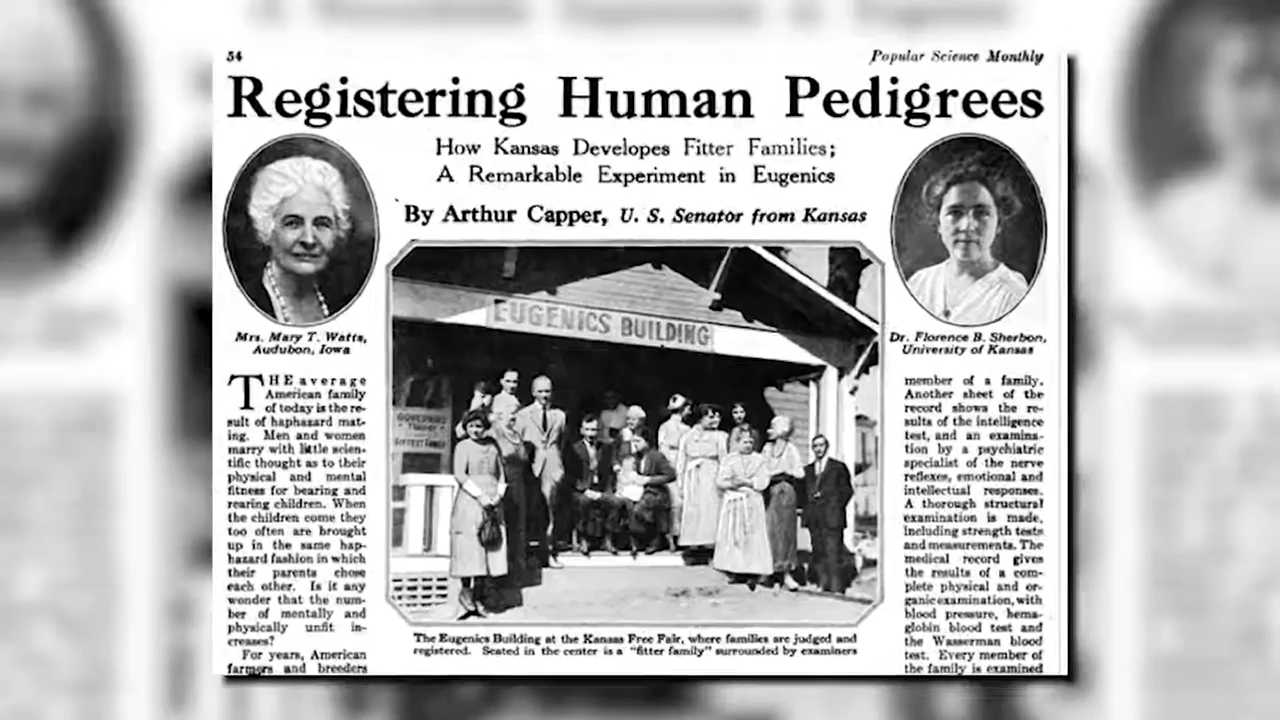 54
Popular Science Monthly
Registering Human Pedigrees
How Kansas Developes Fitter Families;
A Remarkable Experiment in Eugenics
By Arthur Capper, U. S. Senator from Kansas
Mrs. Mary T. Watts,
Audubon, Iowa
THE average
American family
of today is the re-
sult of haphazard mat-
ing. Men and women
marry with little scien-
tific thought as to their
physical and mental
fitness for bearing and
rearing children. When
the children come they
too often are brought
up in the same hap-
hazard fashion in which
their parents chose
each other. Is it any
wonder that the num-
ber of mentally and
physically unfit in-
creases?
For years, American
farmers and breeders
EUGENICS BUILDING
GOVERNORS
TROPHY
FITTEST FAMILY
The Eugenics Building at the Kansas Free Fair, where families are judged and
registered. Seated in the center is a "fitter family" surrounded by examiners
Dr. Florence B. Sherbon,
University of Kansas
member of a family.
Another sheet of the
record shows the re-
sults of the intelligence
test, and an examina-
tion by a psychiatric
specialist of the nerve
reflexes, emotional and
intellectual responses.
A thorough structural
examination is made,
including strength tests
and measurements. The
medical record gives
the results of a com-
plete physical and or-
ganic examination, with
blood pressure, hema-
globin blood test and
the Wasserman blood
test. Every member of
the family is examined